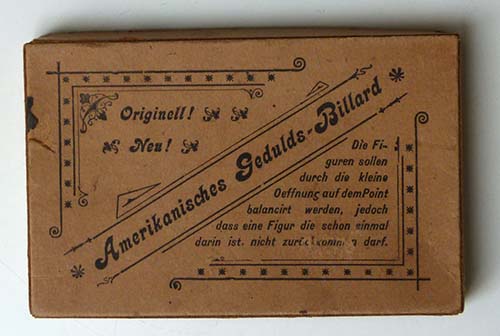 Originell!
Neu!
Amerikanisches Gedulds-Billard
Die Fi-
guren sollen
durch die kleine
Oeffnung auf dem Point
balancirt werden, jedoch
dass eine Figur die schon einmal
darin ist, nicht zurückkommen darf.